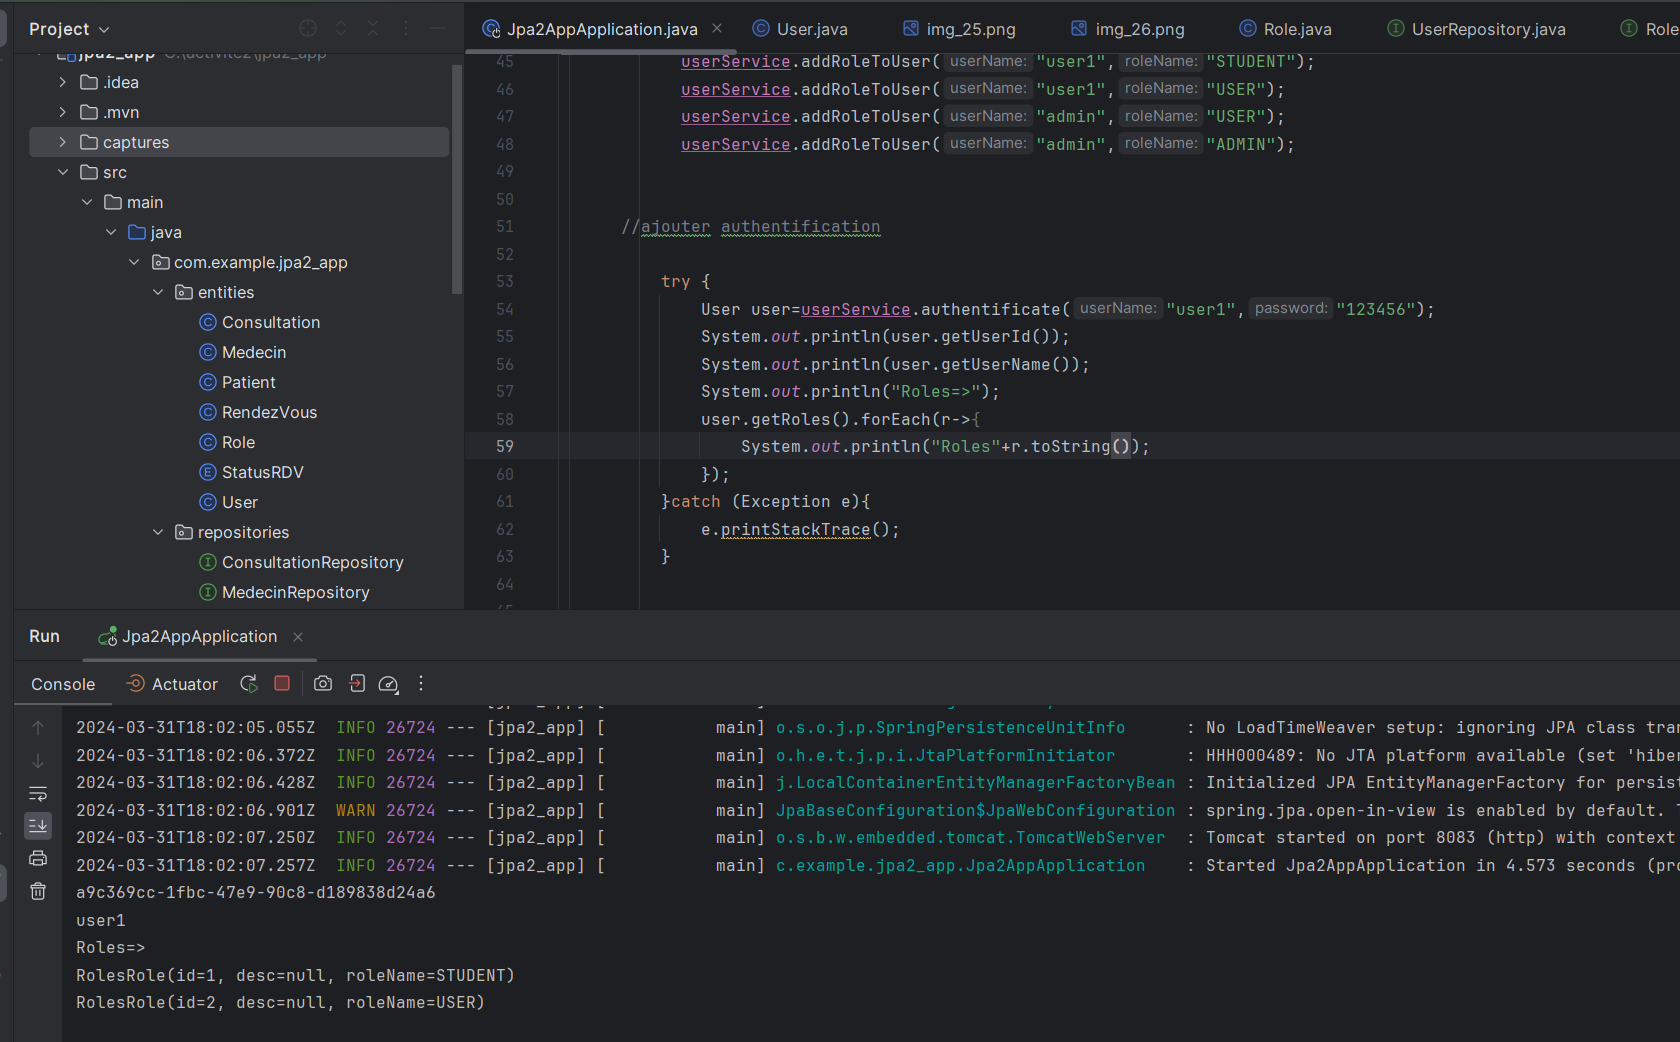 Project
Jpa2AppApplication.java
User.java
img_25.png
img_26.png
Role.java
UserRepository.java
Role
jpa2_app C:\activite2\jpa2_app
.idea
.mvn
captures
src
main
java
com.example.jpa2_app
entities
Consultation
Medecin
Patient
RendezVous
Role
StatusRDV
User
repositories
ConsultationRepository
MedecinRepository
45 userService.addRoleToUser( userName: "user1", roleName: "STUDENT");
46 userService.addRoleToUser( userName: "user1", roleName: "USER");
47 userService.addRoleToUser( userName: "admin", roleName: "USER");
48 userService.addRoleToUser( userName: "admin", roleName: "ADMIN");
49
50
51 //ajouter authentification
52
53 try {
54 User user=userService.authentificate( userName: "user1", password: "123456");
55 System.out.println(user.getUserId());
56 System.out.println(user.getUserName());
57 System.out.println("Roles=>");
58 user.getRoles().forEach(r->{
59 System.out.println("Roles"+r.toString());
60 });
61 }catch (Exception e){
62 e.printStackTrace();
63 }
64
Run
Jpa2AppApplication
Console
Actuator
2024-03-31T18:02:05.055Z INFO 26724 --- [jpa2_app] [ main] o.s.o.j.p.SpringPersistenceUnitInfo : No LoadTimeWeaver setup: ignoring JPA class tran
2024-03-31T18:02:06.372Z INFO 26724 --- [jpa2_app] [ main] o.h.e.t.j.p.i.JtaPlatformInitiator : HHH000489: No JTA platform available (set 'hiber
2024-03-31T18:02:06.428Z INFO 26724 --- [jpa2_app] [ main] j.LocalContainerEntityManagerFactoryBean : Initialized JPA EntityManagerFactory for persist
2024-03-31T18:02:06.901Z WARN 26724 --- [jpa2_app] [ main] JpaBaseConfiguration$JpaWebConfiguration : spring.jpa.open-in-view is enabled by default. T
2024-03-31T18:02:07.250Z INFO 26724 --- [jpa2_app] [ main] o.s.b.w.embedded.tomcat.TomcatWebServer : Tomcat started on port 8083 (http) with context
2024-03-31T18:02:07.257Z INFO 26724 --- [jpa2_app] [ main] c.example.jpa2_app.Jpa2AppApplication : Started Jpa2AppApplication in 4.573 seconds (pro
a9c369cc-1fbc-47e9-90c8-d189838d24a6
user1
Roles=>
RolesRole(id=1, desc=null, roleName=STUDENT)
RolesRole(id=2, desc=null, roleName=USER)